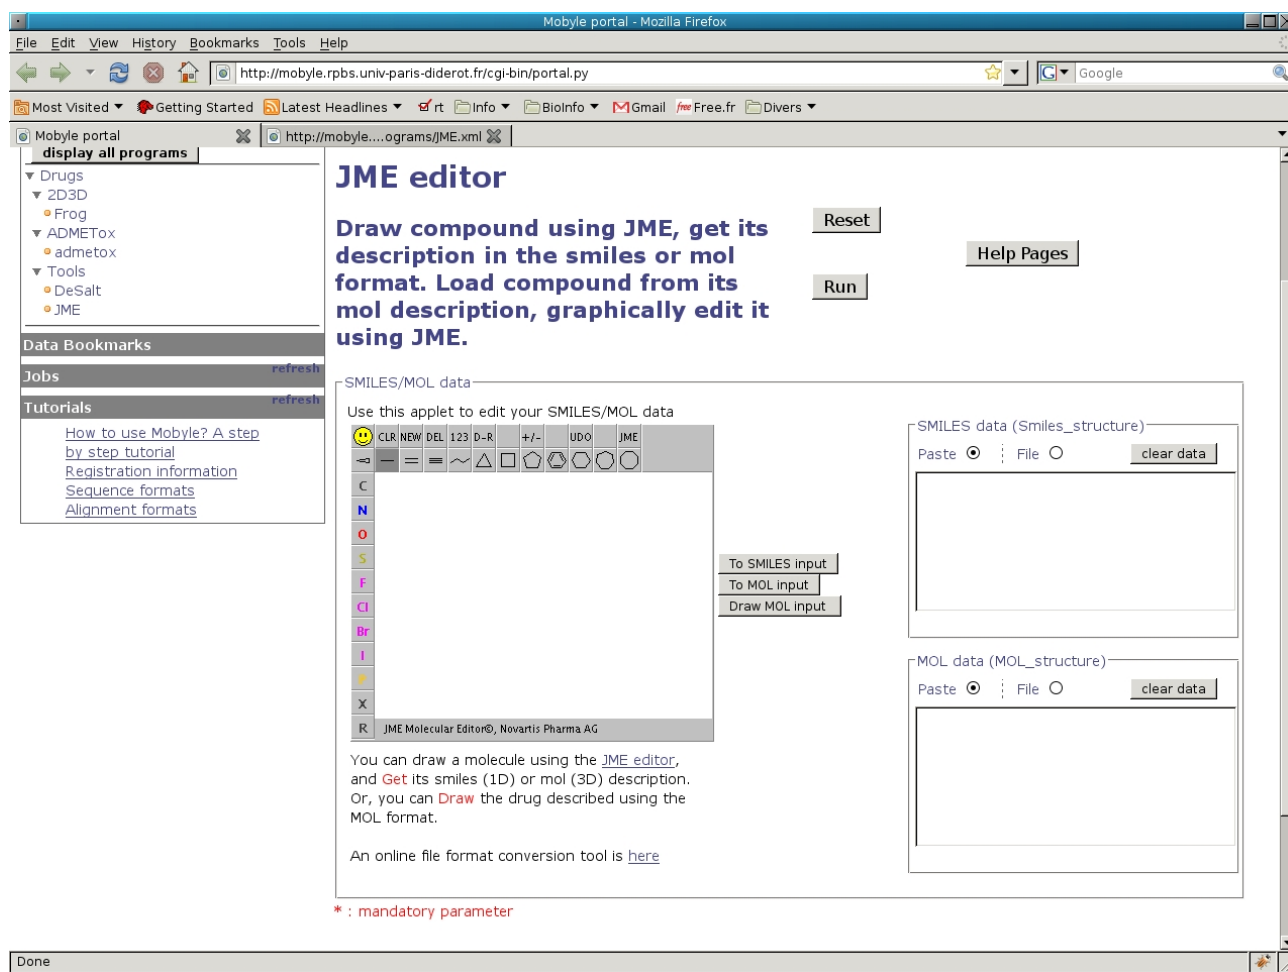 Mobyle portal - Mozilla Firefox
File Edit View History Bookmarks Tools Help
http://mobyle.rpbs.univ-paris-diderot.fr/cgi-bin/portal.py
G Google
Most Visited Getting Started Latest Headlines rt Info BioInfo Gmail free Free.fr Divers
Mobyle portal http://mobyle....ograms/JME.xml
display all programs
Drugs
2D3D
Frog
ADMETox
admetox
Tools
DeSalt
JME
Data Bookmarks
Jobs refresh
Tutorials refresh
How to use Mobyle? A step
by step tutorial
Registration information
Sequence formats
Alignment formats
JME editor
Draw compound using JME, get its
description in the smiles or mol
format. Load compound from its
mol description, graphically edit it
using JME.
Reset
Run
Help Pages
SMILES/MOL data
Use this applet to edit your SMILES/MOL data
CLR NEW DEL 123 D-R +/- UDO JME
C
N
O
S
F
Cl
Br
I
P
X
R JME Molecular Editor©, Novartis Pharma AG
To SMILES input
To MOL input
Draw MOL input
You can draw a molecule using the JME editor,
and Get its smiles (1D) or mol (3D) description.
Or, you can Draw the drug described using the
MOL format.
An online file format conversion tool is here
SMILES data (Smiles_structure)
Paste File clear data
MOL data (MOL_structure)
Paste File clear data
* : mandatory parameter
Done